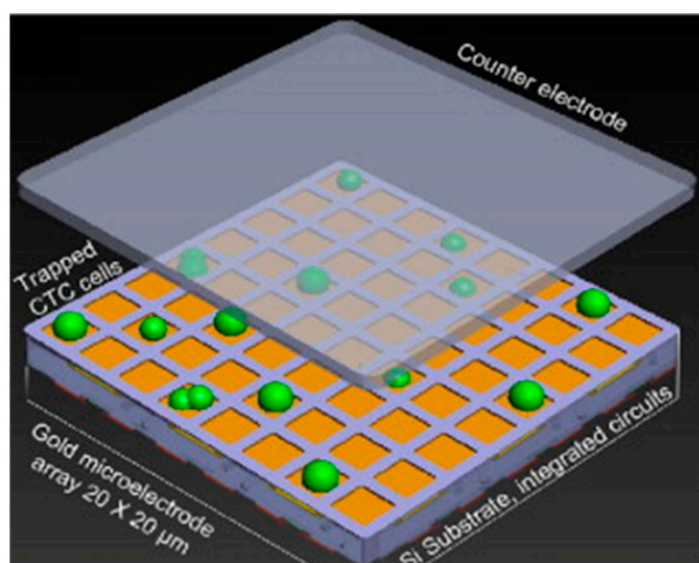 Counter electrode
Trapped
CTC cells
Gold microelectrode
array 20 X 20 μm
Si Substrate, integrated circuits